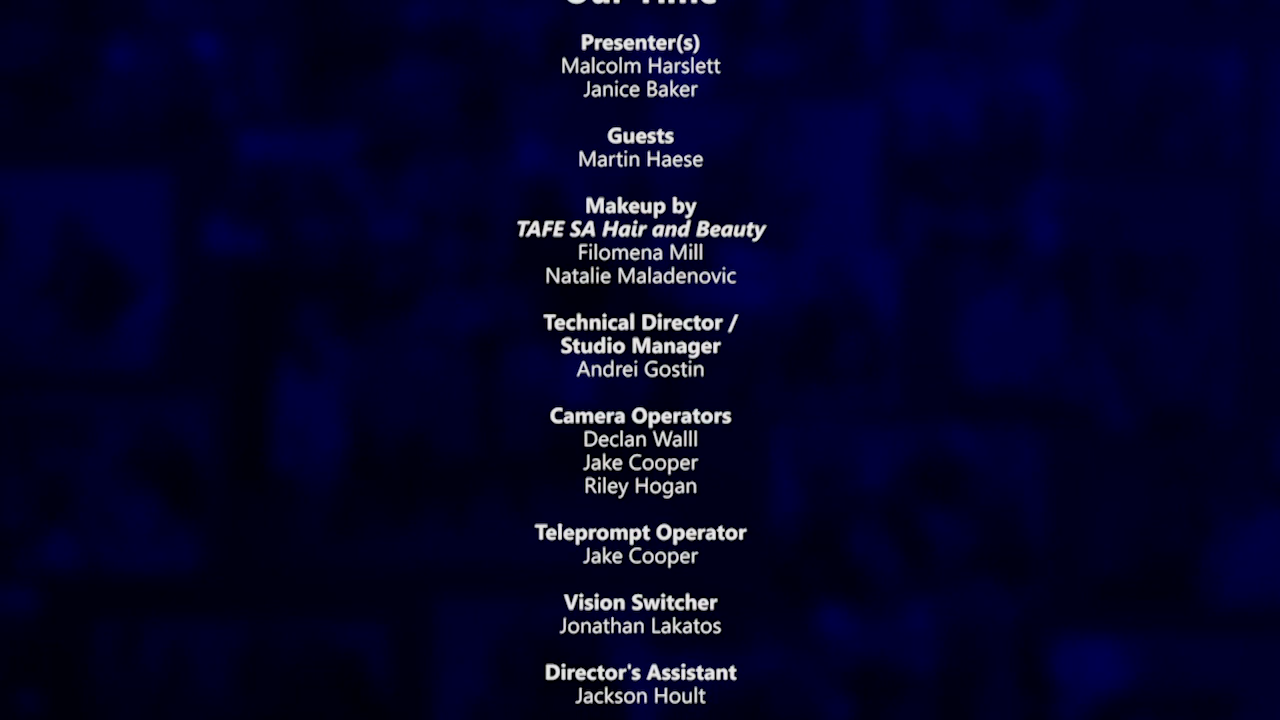 Our Time
Presenter(s)
Malcolm Harslett
Janice Baker
Guests
Martin Haese
Makeup by
TAFE SA Hair and Beauty
Filomena Mill
Natalie Maladenovic
Technical Director /
Studio Manager
Andrei Gostin
Camera Operators
Declan Walll
Jake Cooper
Riley Hogan
Teleprompt Operator
Jake Cooper
Vision Switcher
Jonathan Lakatos
Director's Assistant
Jackson Hoult